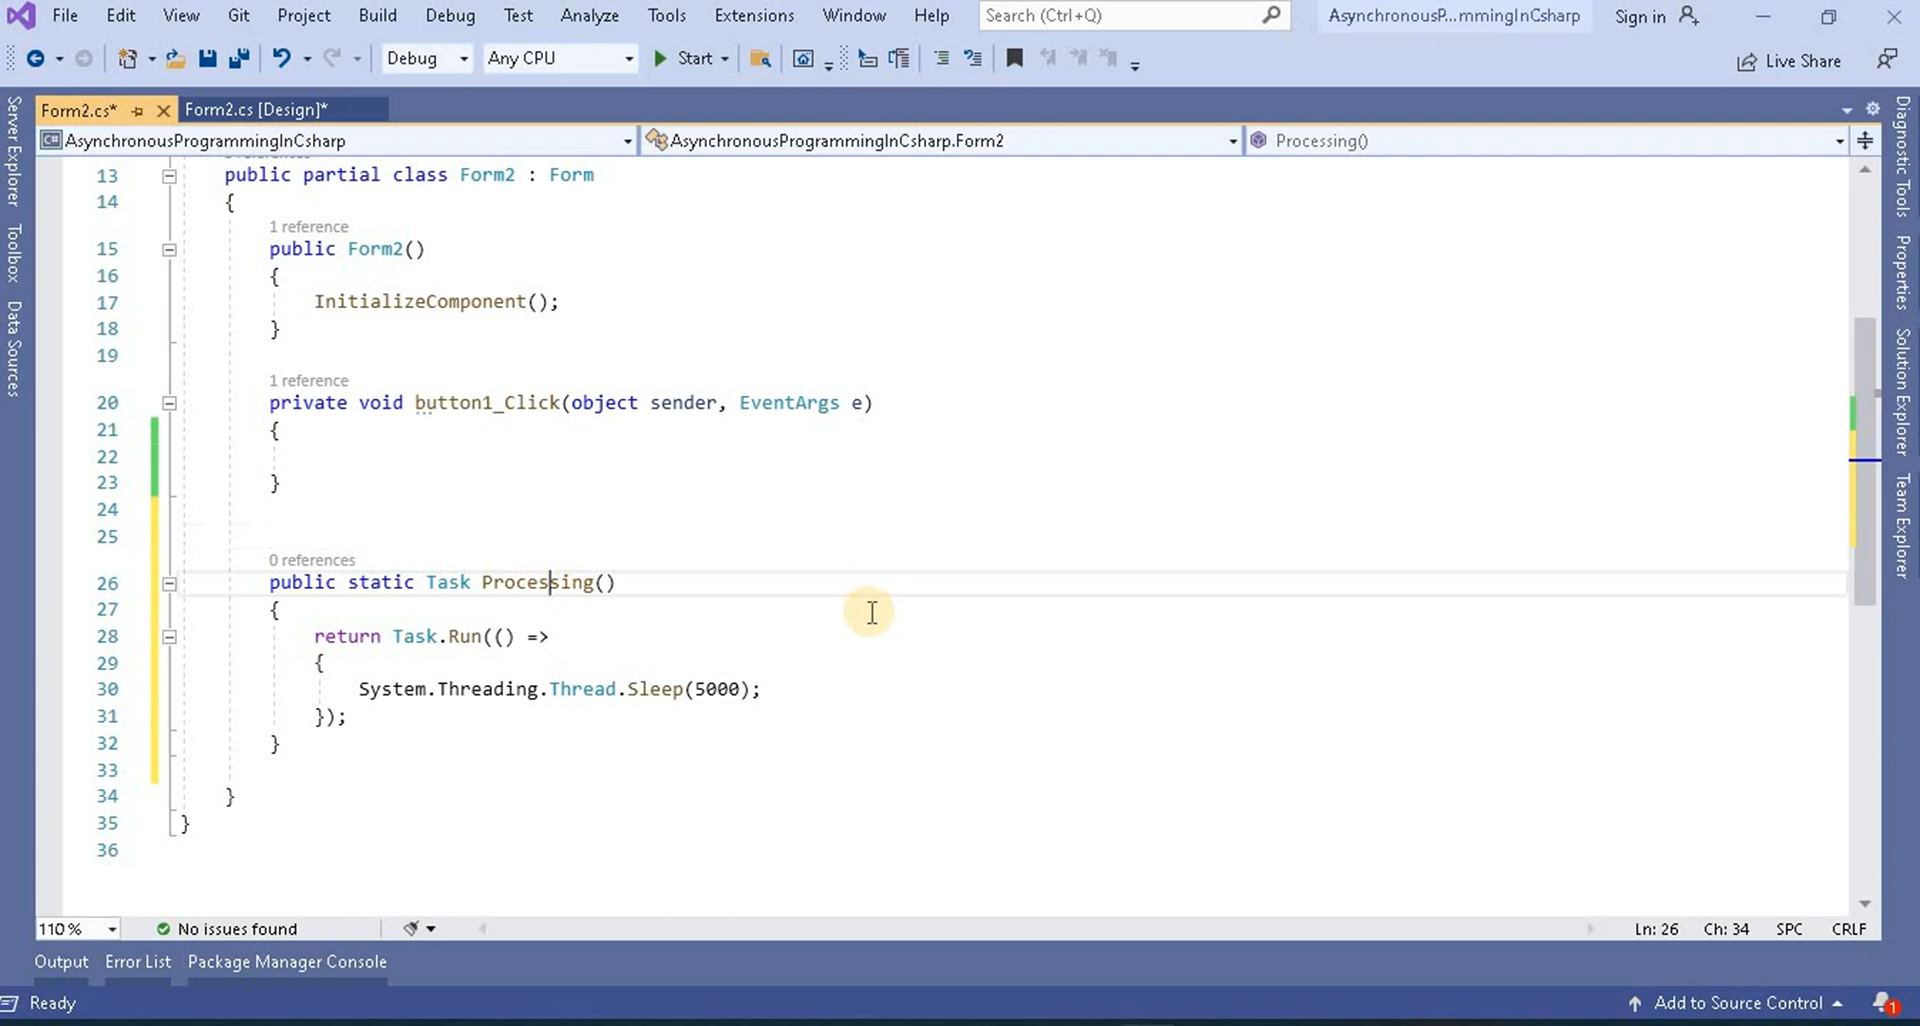 File Edit View Git Project Build Debug Test Analyze Tools Extensions Window Help Search (Ctrl+Q) AsynchronousP...mmingInCsharp Sign in
Debug Any CPU Start Live Share
Form2.cs* Form2.cs [Design]*
C# AsynchronousProgrammingInCsharp AsynchronousProgrammingInCsharp.Form2 Processing()
Server Explorer
Toolbox
Data Sources
13 public partial class Form2 : Form
14 {
1 reference
15 public Form2()
16 {
17 InitializeComponent();
18 }
19
1 reference
20 private void button1_Click(object sender, EventArgs e)
21 {
22
23 }
24
25
0 references
26 public static Task Processing()
27 {
28 return Task.Run(() =>
29 {
30 System.Threading.Thread.Sleep(5000);
31 });
32 }
33
34 }
35 }
36
Diagnostic Tools
Properties
Solution Explorer
Team Explorer
110 % No issues found Ln: 26 Ch: 34 SPC CRLF
Output Error List Package Manager Console
Ready Add to Source Control 1